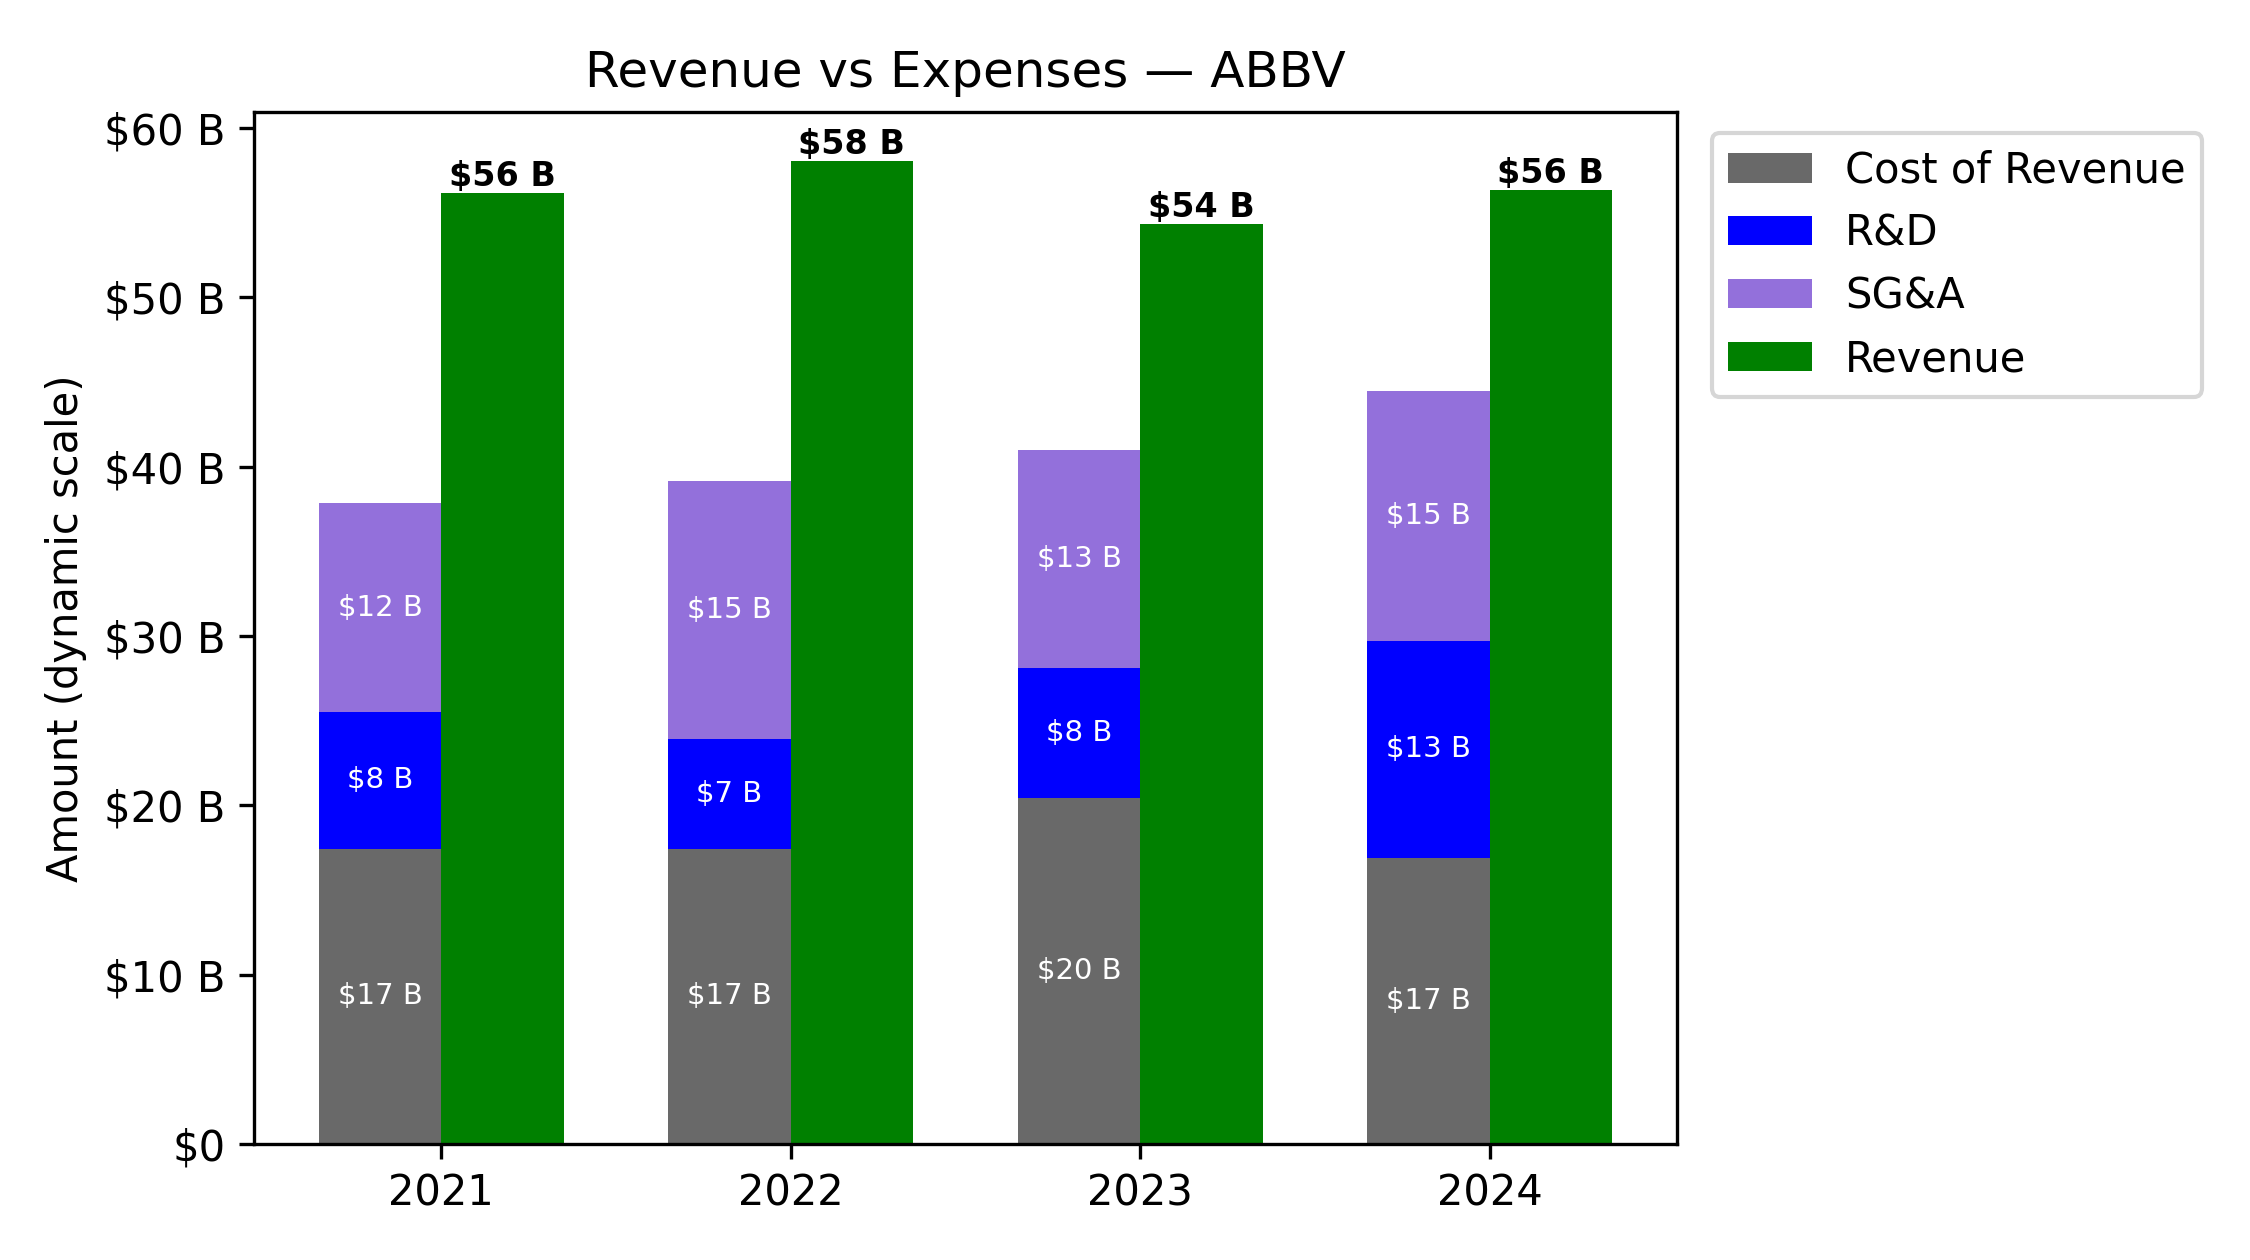 Revenue vs Expenses — ABBV
Amount (dynamic scale)
$60 B
$50 B
$40 B
$30 B
$20 B
$10 B
$0
$56 B
$58 B
$54 B
$56 B
$12 B
$8 B
$17 B
$15 B
$7 B
$17 B
$13 B
$8 B
$20 B
$15 B
$13 B
$17 B
2021
2022
2023
2024
Cost of Revenue
R&D
SG&A
Revenue